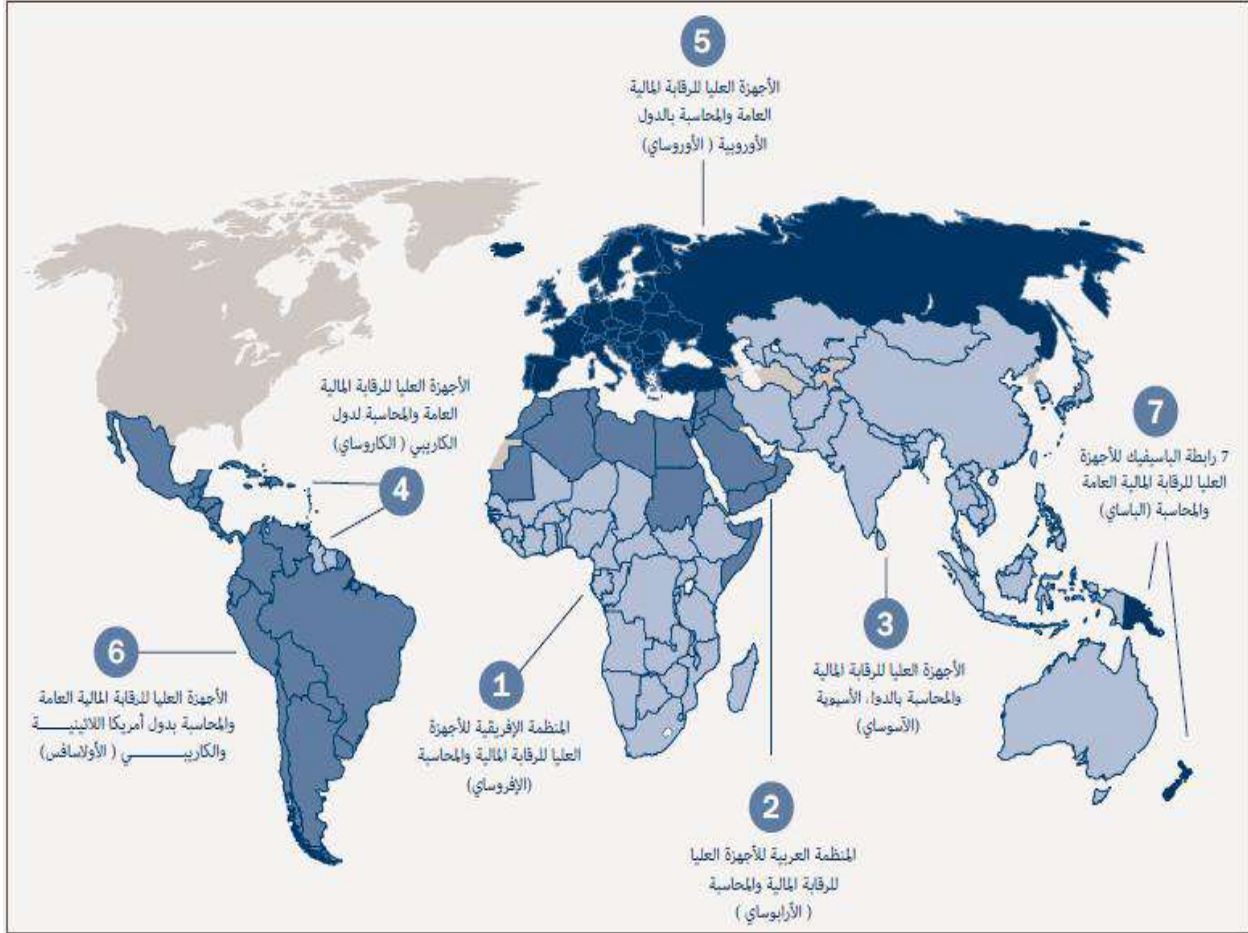 5
الأجهزة العليا للرقابة المالية
العامة والمحاسبة بالدول
الأوروبية ( الأوروساي)
الأجهزة العليا للرقابة المالية
العامة والمحاسبة لدول
الكاريبي ( الكاروساي)
4
7
7 رابطة الباسيفيك للأجهزة
العليا للرقابة المالية العامة
والمحاسبة (الباساي)
6
الأجهزة العليا للرقابة المالية العامة
والمحاسبة بدول أمريكا اللاتينيـــــة
والكاريبـــــــي ( الأولاسافس)
1
المنظمة الإفريقية للأجهزة
العليا للرقابة المالية والمحاسبة
(الإفروساي)
3
الأجهزة العليا للرقابة المالية
والمحاسبة بالدول الأسيوية
(الآسوساي)
2
المنظمة العربية للأجهزة العليا
للرقابة المالية والمحاسبة
( الأرابوساي )